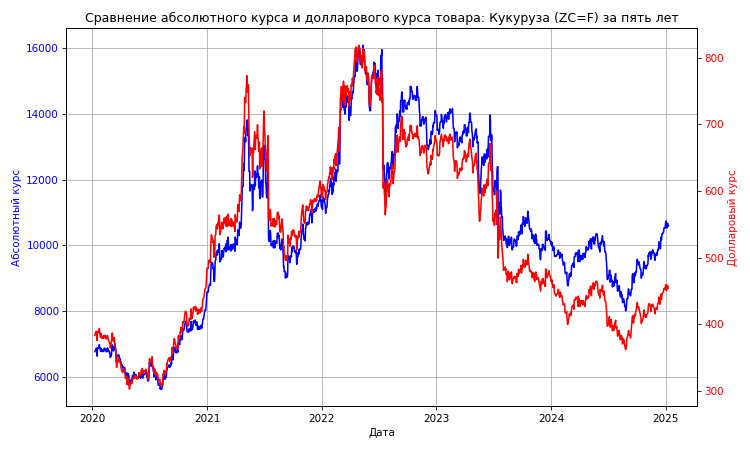 Сравнение абсолютного курса и долларового курса товара: Кукуруза (ZC=F) за пять лет
16000
14000
12000
10000
8000
6000
Абсолютный курс
800
700
600
500
400
300
Долларовый курс
2020 2021 2022 2023 2024 2025
Дата